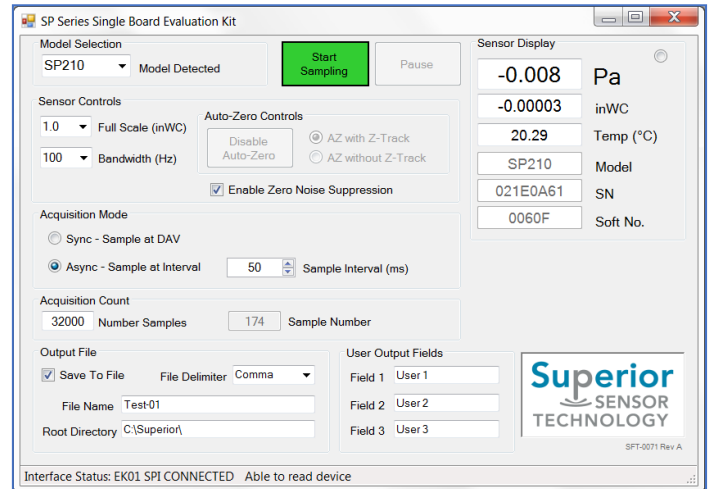 SP Series Single Board Evaluation Kit
Model Selection
SP210 Model Detected
Start Sampling
Pause
Sensor Controls
1.0 Full Scale (inWC)
100 Bandwidth (Hz)
Auto-Zero Controls
Disable Auto-Zero
AZ with Z-Track
AZ without Z-Track
Enable Zero Noise Suppression
Acquisition Mode
Sync - Sample at DAV
Async - Sample at Interval 50 Sample Interval (ms)
Acquisition Count
32000 Number Samples 174 Sample Number
Output File
Save To File File Delimiter Comma
File Name Test-01
Root Directory C:\Superior\
User Output Fields
Field 1 User1
Field 2 User2
Field 3 User3
Sensor Display
-0.008 Pa
-0.00003 inWC
20.29 Temp (°C)
SP210 Model
021E0A61 SN
0060F Soft No.
Superior
SENSOR
TECHNOLOGY
SFT-0071 Rev A
Interface Status: EK01 SPI CONNECTED Able to read device